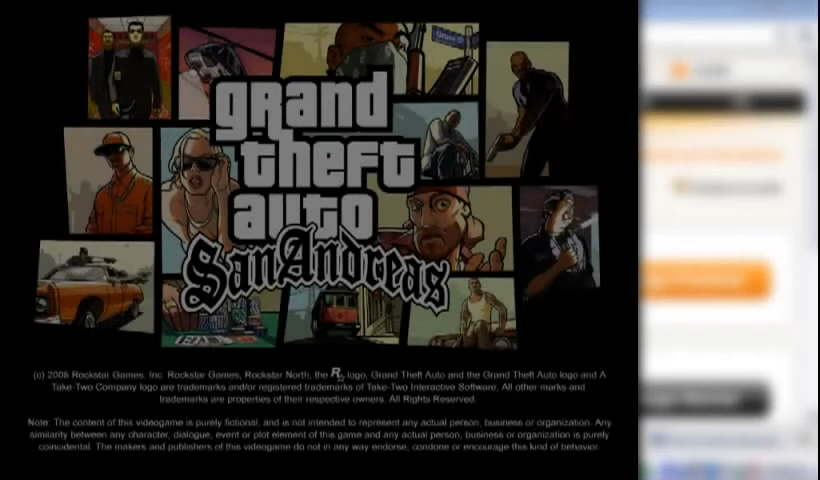 Grove St
grand
theft
auto
San Andreas
(c) 2005 Rockstar Games, Inc. Rockstar Games, Rockstar North, the R logo, Grand Theft Auto and the Grand Theft Auto logo and A
Take-Two Company logo are trademarks and/or registered trademarks of Take-Two Interactive Software, All other marks and
trademarks are properties of their respective owners. All Rights Reserved.
Note: The content of this videogame is purely fictional, and is not intended to represent any actual person, business or organization. Any
similarity between any character, dialogue, event or plot element of this game and any actual person, business or organization is purely
coincidental. The makers and publishers of this videogame do not in any way endorse, condone or encourage this kind of behavior.